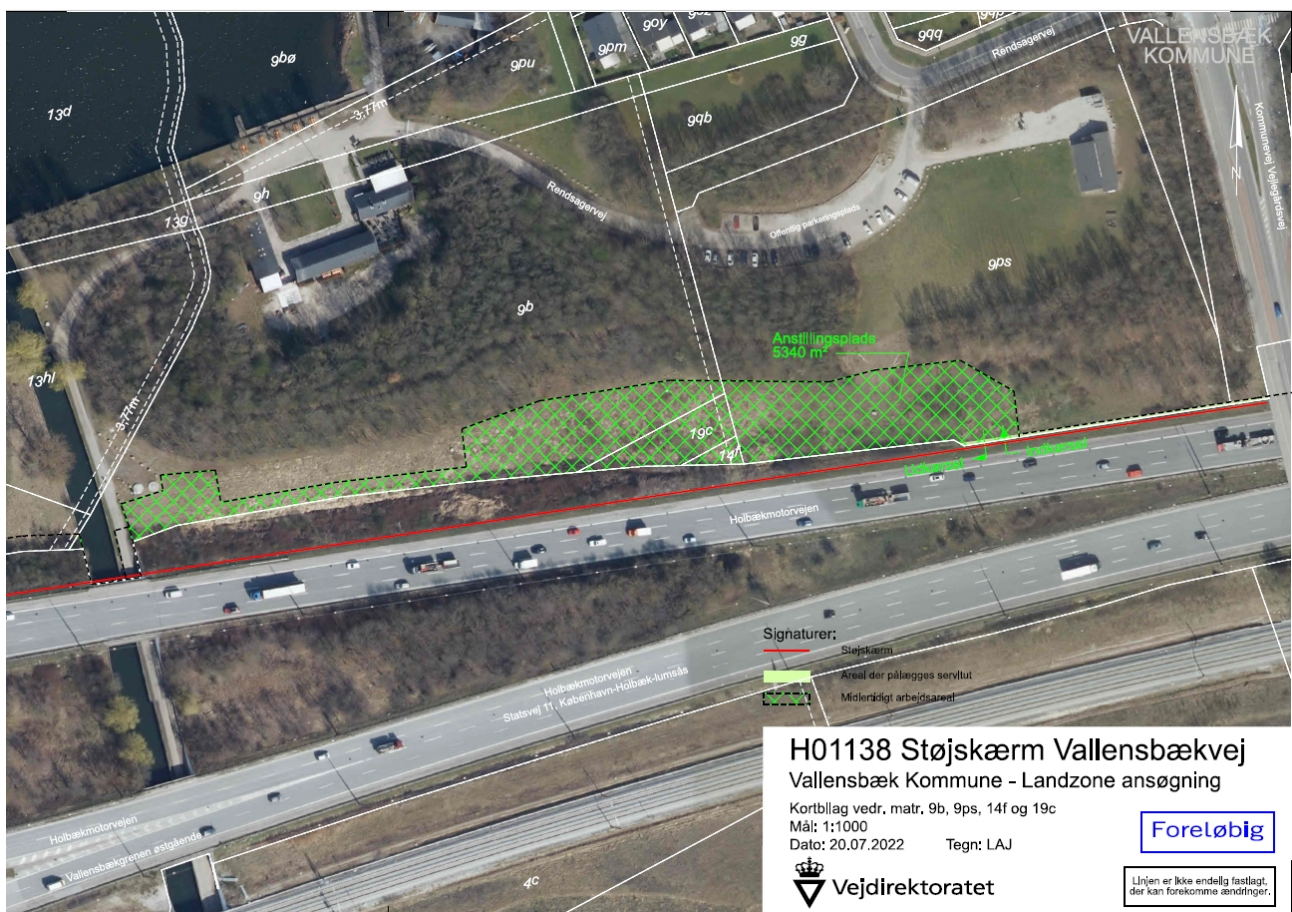 VALLENSBÆK
KOMMUNE
9oy
9pm
9gg
9qq
9qp
Rendsagervej
9bø
9pu
13d
3,77m
9qb
Kommunevej Vejlegårdsvej
N
9h
13g
Rendsagervej
Offentlig parkeringsplads
9ps
9b
Anstillingsplads
5340 m²
13hl
3,77m
19c
14f
Udkørsel
Indkørsel
Holbækmotorvejen
Signaturer:
Støjskærm
Areal der pålægges servitut
Midlertidigt arbejdsareal
Holbækmotorvejen
Statsvej 11, København-Holbæk-Iumsås
H01138 Støjskærm Vallensbækvej
Vallensbæk Kommune - Landzone ansøgning
Kortbilag vedr. matr. 9b, 9ps, 14f og 19c
Mål: 1:1000
Dato: 20.07.2022 Tegn: LAJ
Foreløbig
Vejdirektoratet
Linjen er ikke endelig fastlagt,
der kan forekomme ændringer.
Holbækmotorvejen
Vallensbækgrenen østgående
4c